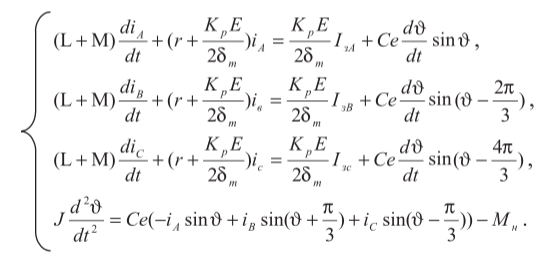 (L+M) di_A/dt + (r + K_p E/2δ_m)i_A = K_p E/2δ_m I_зA + Ce dϑ/dt sin ϑ ,
(L+M) di_B/dt + (r + K_p E/2δ_m)i_в = K_p E/2δ_m I_зB + Ce dϑ/dt sin (ϑ − 2π/3) ,
(L+M) di_C/dt + (r + K_p E/2δ_m)i_c = K_p E/2δ_m I_зc + Ce dϑ/dt sin(ϑ − 4π/3),
J d²ϑ/dt² = Ce(−i_A sin ϑ + i_B sin(ϑ + π/3) + i_C sin(ϑ − π/3)) − M_н .